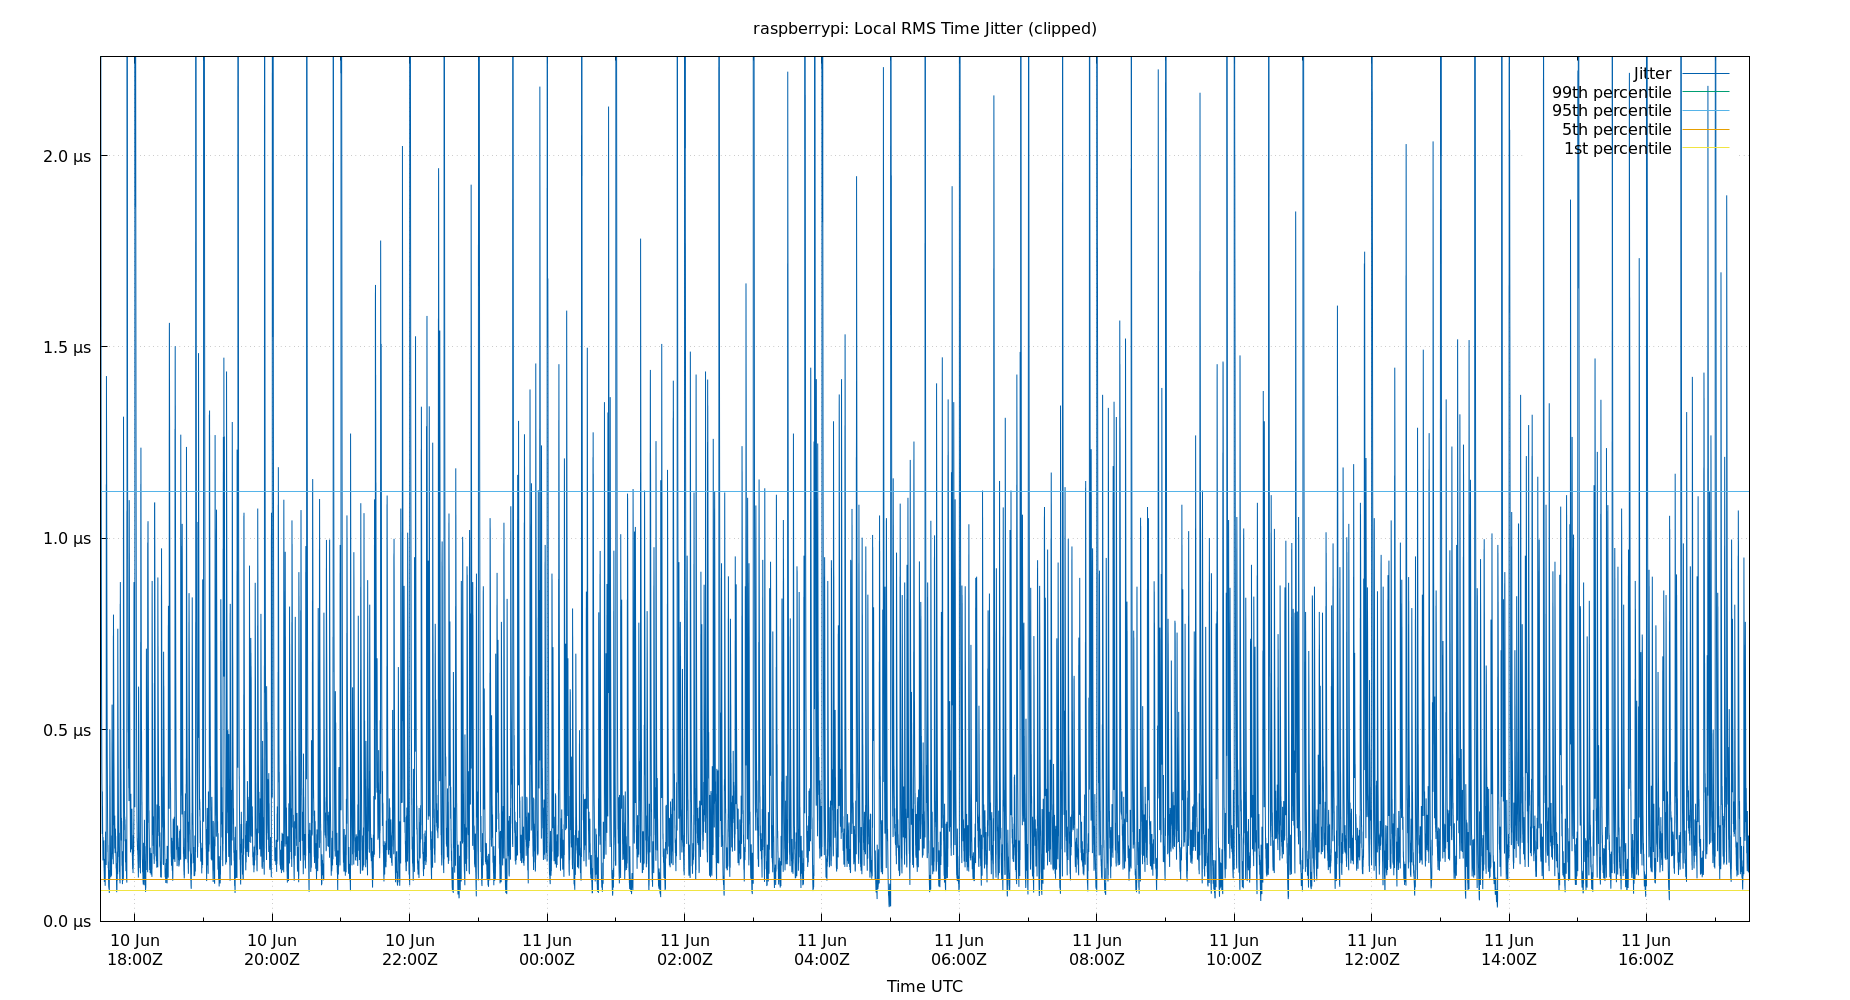 raspberrypi: Local RMS Time Jitter (clipped)
Jitter
99th percentile
95th percentile
5th percentile
1st percentile
2.0 µs
1.5 µs
1.0 µs
0.5 µs
0.0 µs
10 Jun 10 Jun 10 Jun 11 Jun 11 Jun 11 Jun 11 Jun 11 Jun 11 Jun 11 Jun 11 Jun 11 Jun
18:00Z 20:00Z 22:00Z 00:00Z 02:00Z 04:00Z 06:00Z 08:00Z 10:00Z 12:00Z 14:00Z 16:00Z
Time UTC